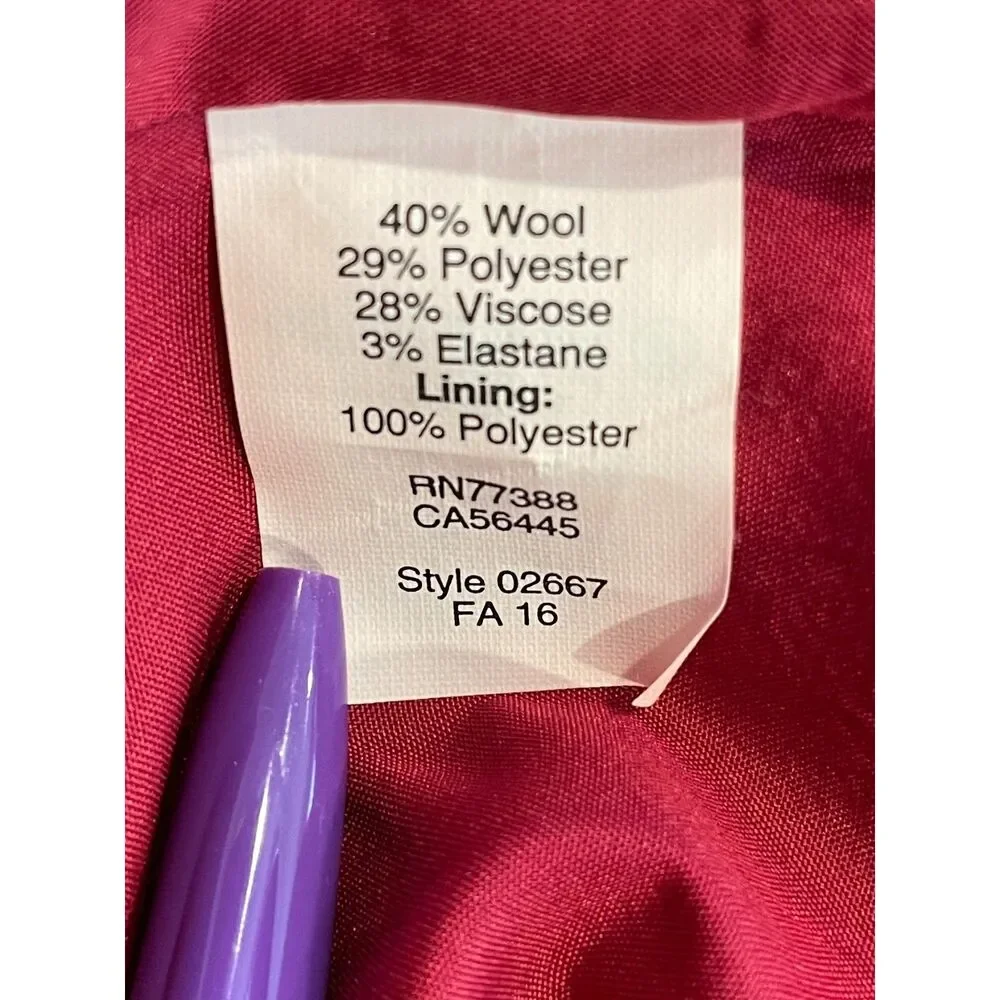 40% Wool
29% Polyester
28% Viscose
3% Elastane
Lining:
100% Polyester
RN77388
CA56445
Style 02667
FA 16